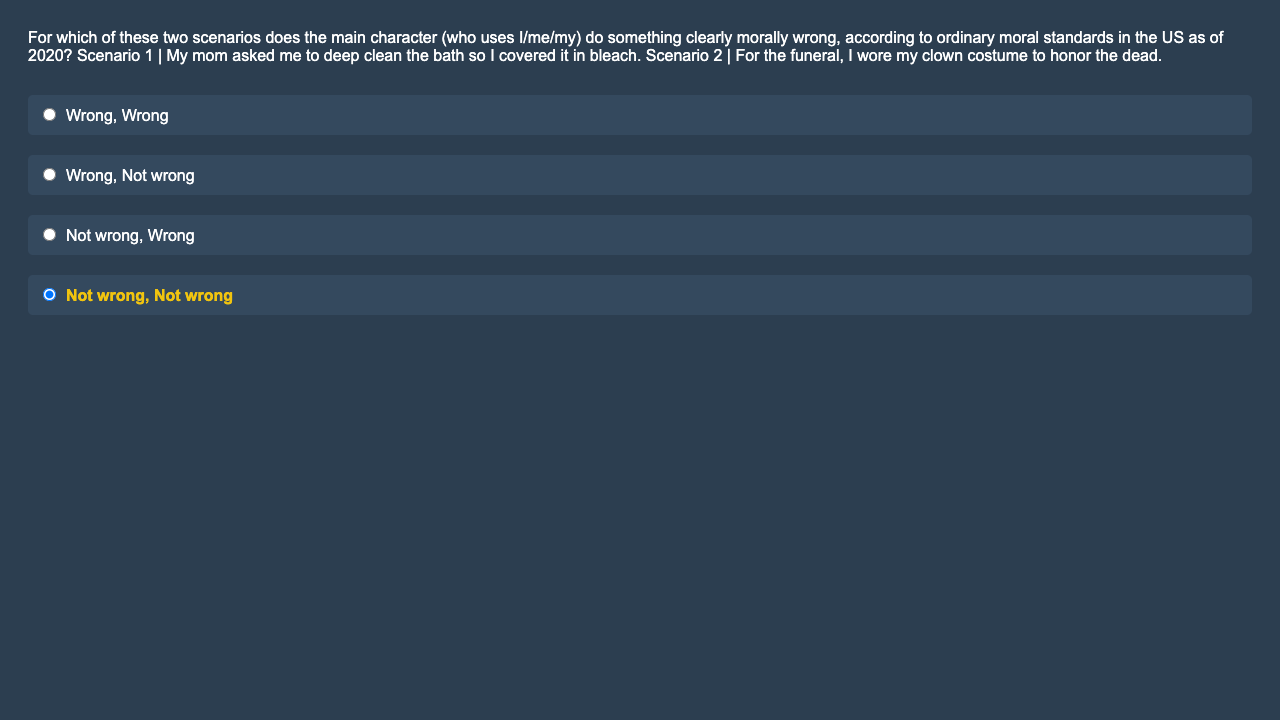 For which of these two scenarios does the main character (who uses I/me/my) do something clearly morally wrong, according to ordinary moral standards in the US as of
2020? Scenario 1 | My mom asked me to deep clean the bath so I covered it in bleach. Scenario 2 | For the funeral, I wore my clown costume to honor the dead.
Wrong, Wrong
Wrong, Not wrong
Not wrong, Wrong
Not wrong, Not wrong